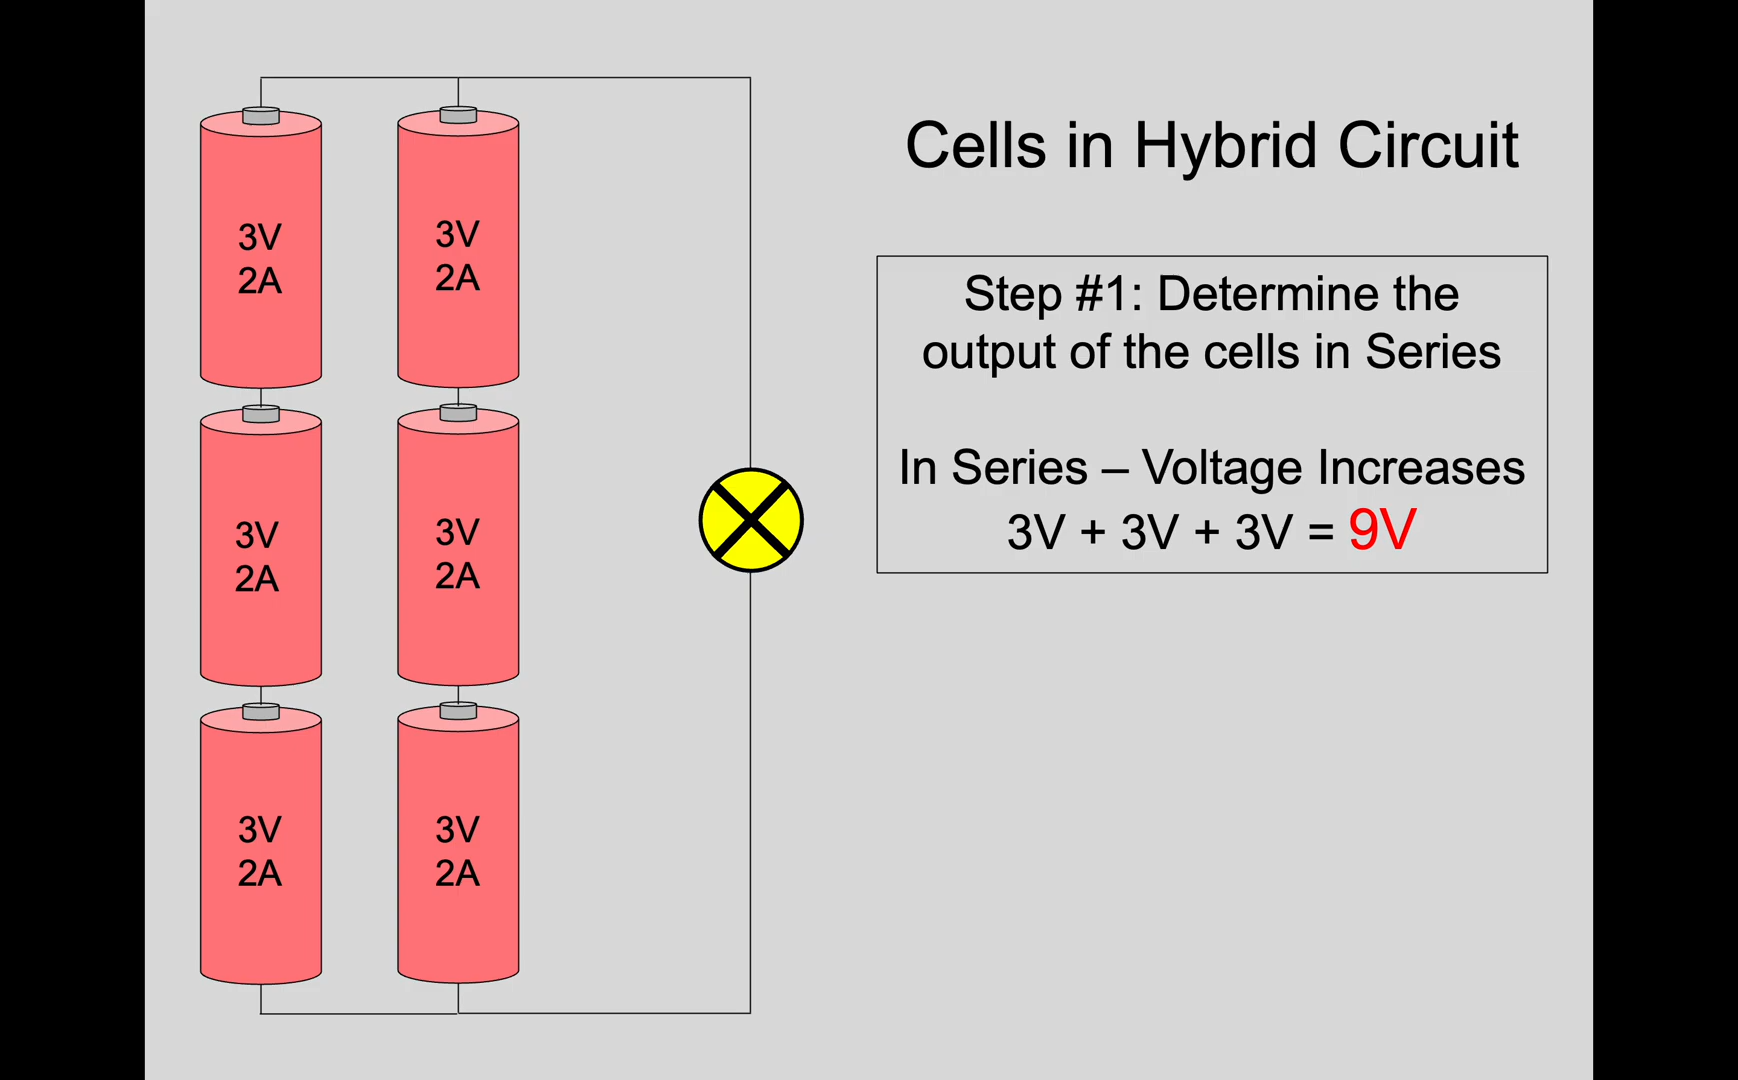 Cells in Hybrid Circuit
Step #1: Determine the
output of the cells in Series
In Series – Voltage Increases
3V + 3V + 3V = 9V
3V
2A
3V
2A
3V
2A
3V
2A
3V
2A
3V
2A